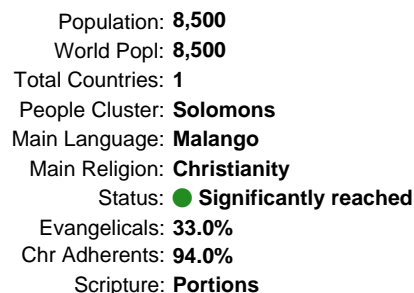 Population: 8,500
World Popl: 8,500
Total Countries: 1
People Cluster: Solomons
Main Language: Malango
Main Religion: Christianity
Status: Significantly reached
Evangelicals: 33.0%
Chr Adherents: 94.0%
Scripture: Portions